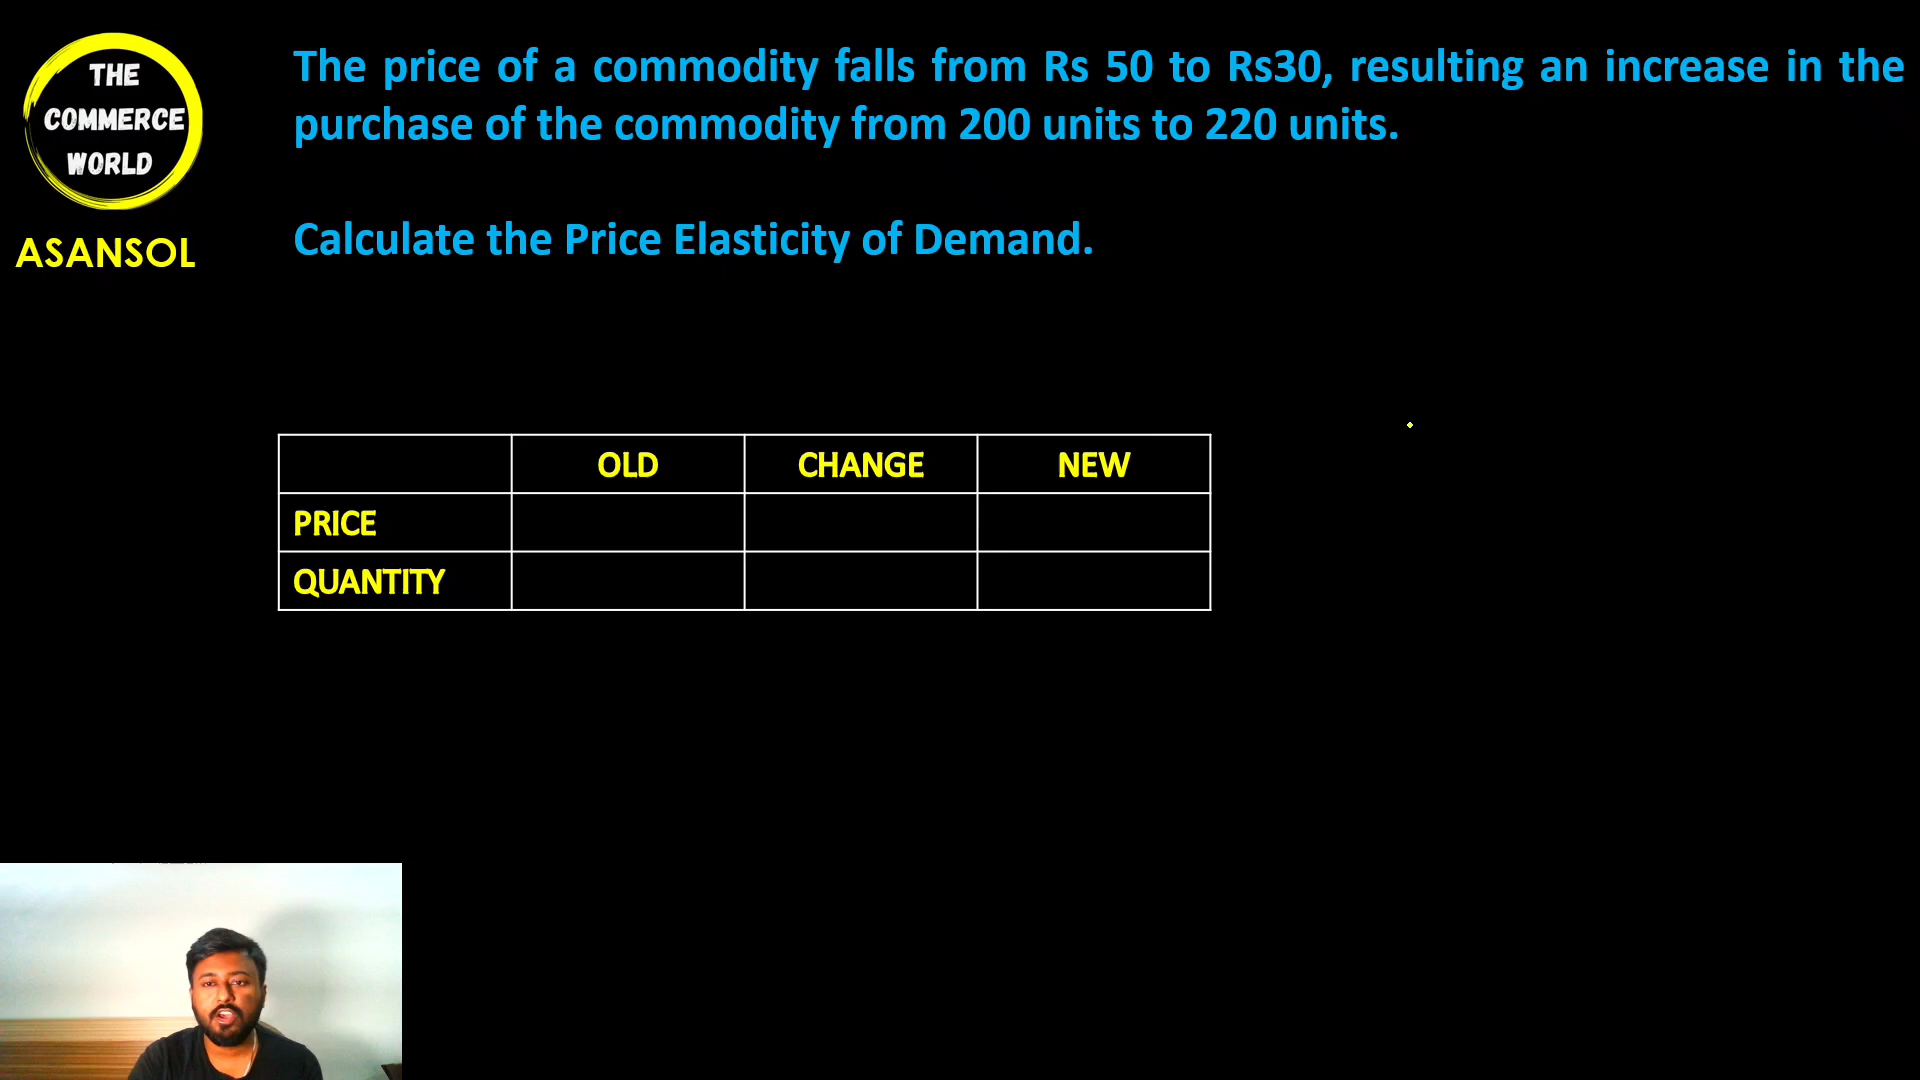 THE
COMMERCE
WORLD
ASANSOL
The price of a commodity falls from Rs 50 to Rs30, resulting an increase in the
purchase of the commodity from 200 units to 220 units.
Calculate the Price Elasticity of Demand.
OLD CHANGE NEW
PRICE
QUANTITY